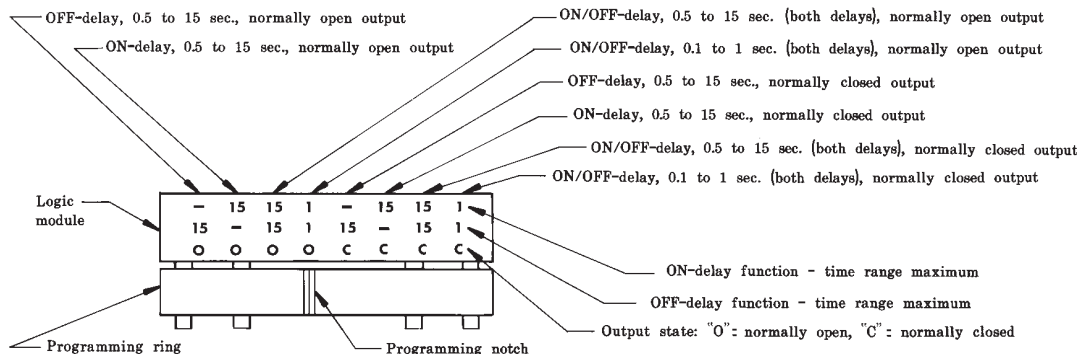 OFF-delay, 0.5 to 15 sec., normally open output
ON-delay, 0.5 to 15 sec., normally open output
ON/OFF-delay, 0.5 to 15 sec. (both delays), normally open output
ON/OFF-delay, 0.1 to 1 sec. (both delays), normally open output
OFF-delay, 0.5 to 15 sec., normally closed output
ON-delay, 0.5 to 15 sec., normally closed output
ON/OFF-delay, 0.5 to 15 sec. (both delays), normally closed output
ON/OFF-delay, 0.1 to 1 sec. (both delays), normally closed output
Logic
module
– 15 15 1 – 15 15 1
15 – 15 1 15 – 15 1
O O O O C C C C
ON-delay function - time range maximum
OFF-delay function - time range maximum
Output state: "O": normally open, "C": normally closed
Programming ring
Programming notch